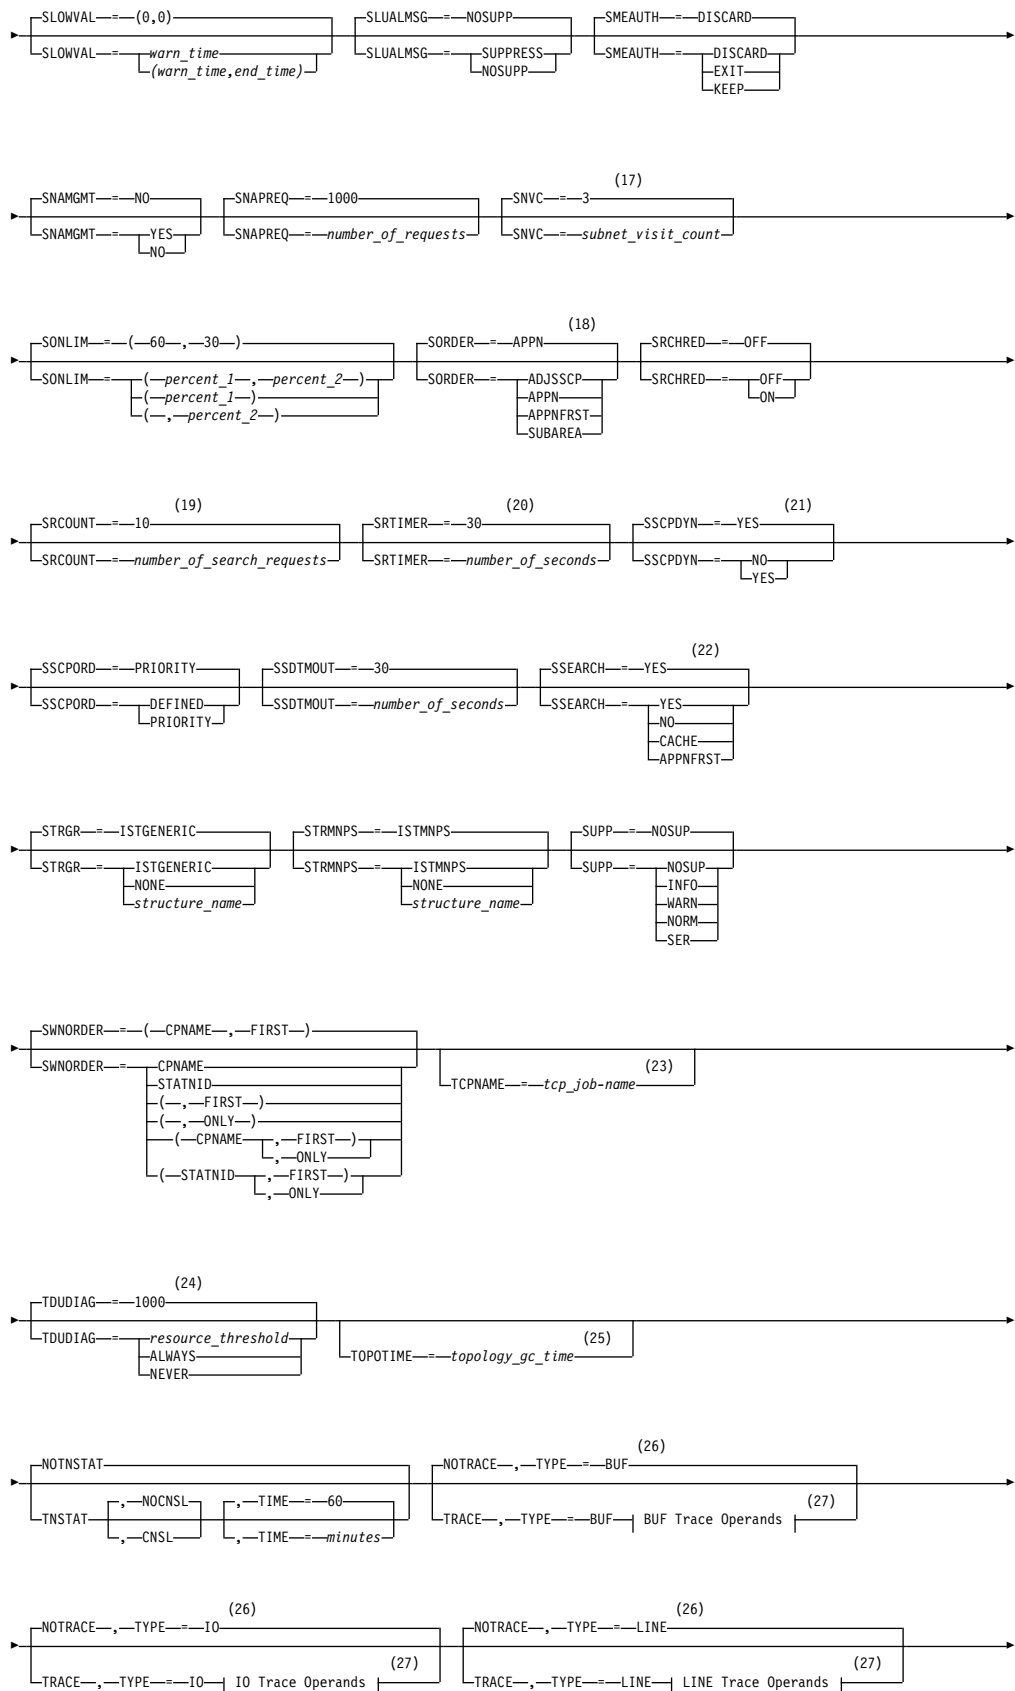 SLOWVAL = (0,0) SLUALMSG = NOSUPP SMEAUTH = DISCARD
SLOWVAL = warn_time SLUALMSG = SUPPRESS SMEAUTH = DISCARD
(warn_time,end_time) NOSUPP EXIT
KEEP
(17)
SNAMGMT = NO SNAPREQ = 1000 SNVC = 3
SNAMGMT = YES SNAPREQ = number_of_requests SNVC = subnet_visit_count
NO
(18)
SONLIM = ( 60 , 30 ) SORDER = APPN SRCHRED = OFF
SONLIM = ( percent_1 , percent_2 ) SORDER = ADJSSCP SRCHRED = OFF
( percent_1 ) APPN ON
( , percent_2 ) APPNFRST
SUBAREA
(19) (20) (21)
SRCOUNT = 10 SRTIMER = 30 SSCPDYN = YES
SRCOUNT = number_of_search_requests SRTIMER = number_of_seconds SSCPDYN = NO
YES
(22)
SSCPORD = PRIORITY SSDTMOUT = 30 SSEARCH = YES
SSCPORD = DEFINED SSDTMOUT = number_of_seconds SSEARCH = YES
PRIORITY NO
CACHE
APPNFRST
STRGR = ISTGENERIC STRMNPS = ISTMNPS SUPP = NOSUP
STRGR = ISTGENERIC STRMNPS = ISTMNPS SUPP = NOSUP
NONE NONE INFO
structure_name structure_name WARN
NORM
SER
SWNORDER = ( CPNAME , FIRST )
SWNORDER = CPNAME (23)
STATNID TCPNAME = tcp_job-name
( , FIRST )
( , ONLY )
( CPNAME , FIRST )
, ONLY
( STATNID , FIRST )
, ONLY
(24)
TDUDIAG = 1000
TDUDIAG = resource_threshold (25)
ALWAYS TOPOTIME = topology_gc_time
NEVER
(26)
NOTNSTAT NOTRACE , TYPE = BUF
, NOCNSL , TIME = 60 (27)
TNSTAT TRACE , TYPE = BUF BUF Trace Operands
, CNSL , TIME = minutes
(26) (26)
NOTRACE , TYPE = IO NOTRACE , TYPE = LINE
(27) (27)
TRACE , TYPE = IO IO Trace Operands TRACE , TYPE = LINE LINE Trace Operands